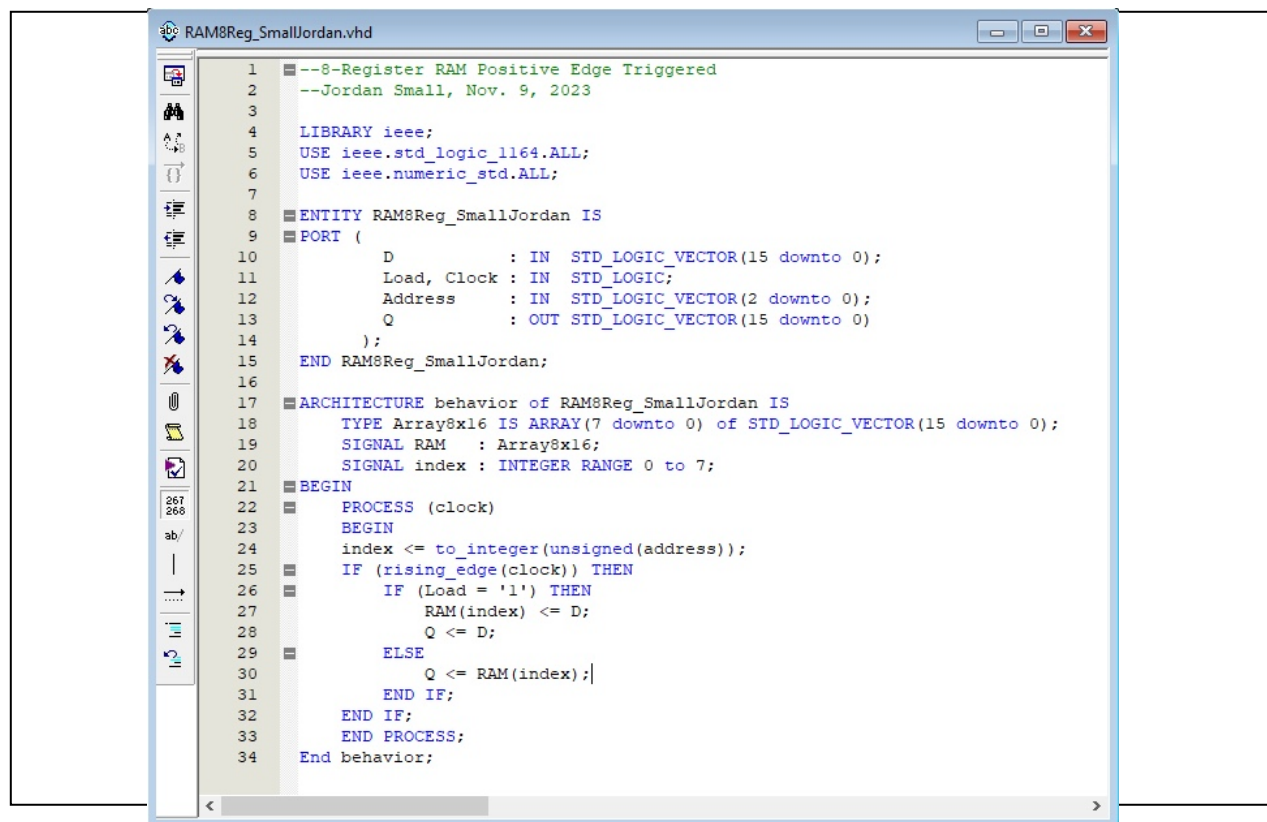 RAM8Reg_SmallJordan.vhd
1 --8-Register RAM Positive Edge Triggered
2 --Jordan Small, Nov. 9, 2023
3
4 LIBRARY ieee;
5 USE ieee.std_logic_1164.ALL;
6 USE ieee.numeric_std.ALL;
7
8 ENTITY RAM8Reg_SmallJordan IS
9 PORT (
10 D : IN STD_LOGIC_VECTOR(15 downto 0);
11 Load, Clock : IN STD_LOGIC;
12 Address : IN STD_LOGIC_VECTOR(2 downto 0);
13 Q : OUT STD_LOGIC_VECTOR(15 downto 0)
14 );
15 END RAM8Reg_SmallJordan;
16
17 ARCHITECTURE behavior of RAM8Reg_SmallJordan IS
18 TYPE Array8x16 IS ARRAY(7 downto 0) of STD_LOGIC_VECTOR(15 downto 0);
19 SIGNAL RAM : Array8x16;
20 SIGNAL index : INTEGER RANGE 0 to 7;
21 BEGIN
22 PROCESS (clock)
23 BEGIN
24 index <= to_integer(unsigned(address));
25 IF (rising_edge(clock)) THEN
26 IF (Load = '1') THEN
27 RAM(index) <= D;
28 Q <= D;
29 ELSE
30 Q <= RAM(index);
31 END IF;
32 END IF;
33 END PROCESS;
34 End behavior;
abc
267
268
ab/